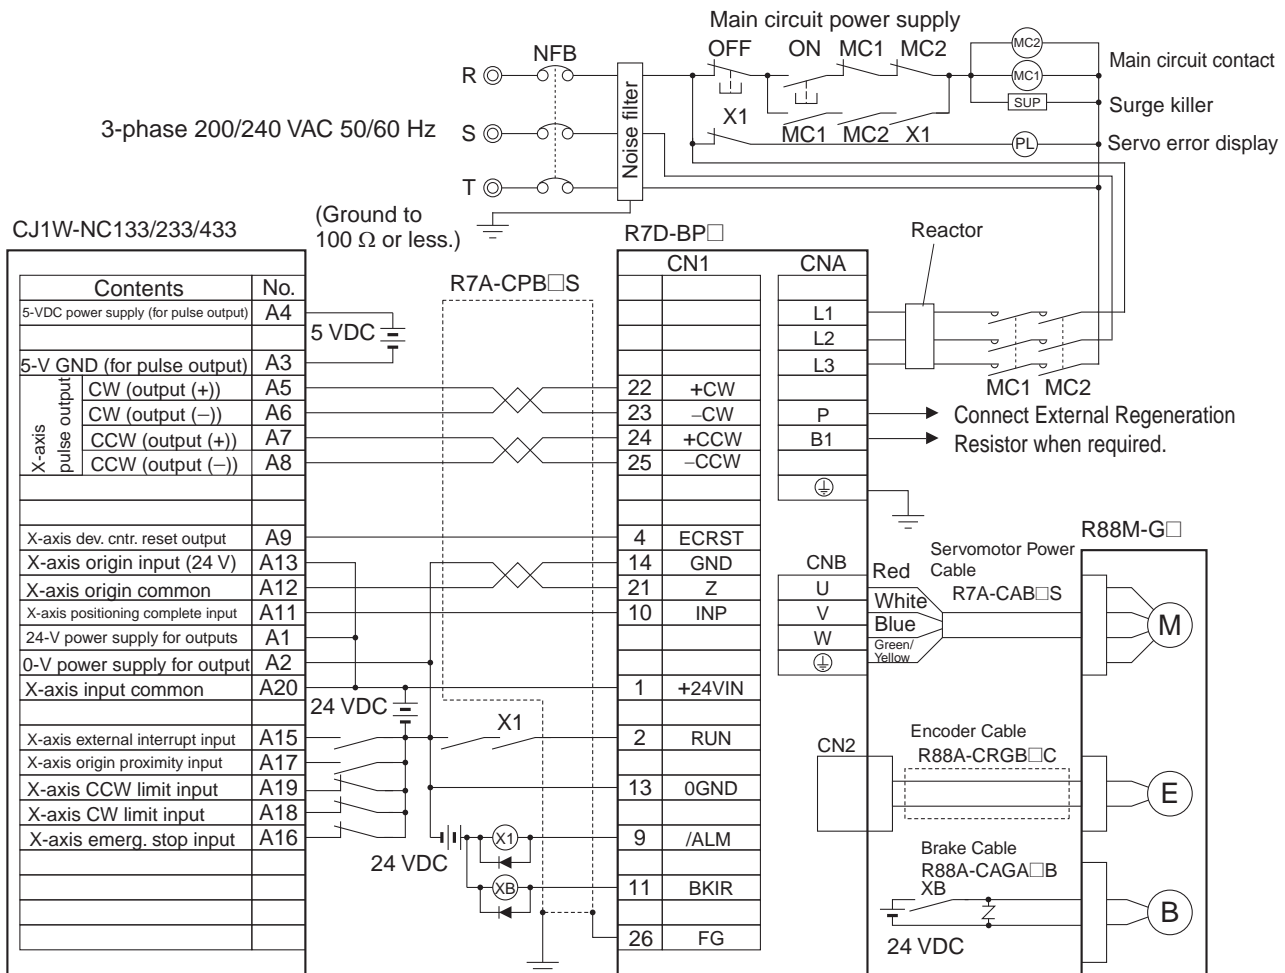 Main circuit power supply
OFF ON MC1 MC2
NFB
R
S
T
3-phase 200/240 VAC 50/60 Hz
Noise filter
X1
MC1 MC2 X1
MC2
MC1
SUP
PL
Main circuit contact
Surge killer
Servo error display
(Ground to
100 Ω or less.)
CJ1W-NC133/233/433
Contents No.
5-VDC power supply (for pulse output) A4
5-V GND (for pulse output) A3
X-axis
pulse output
CW (output (+)) A5
CW (output (−)) A6
CCW (output (+)) A7
CCW (output (−)) A8
X-axis dev. cntr. reset output A9
X-axis origin input (24 V) A13
X-axis origin common A12
X-axis positioning complete input A11
24-V power supply for outputs A1
0-V power supply for output A2
X-axis input common A20
X-axis external interrupt input A15
X-axis origin proximity input A17
X-axis CCW limit input A19
X-axis CW limit input A18
X-axis emerg. stop input A16
5 VDC
24 VDC
X1
24 VDC
X1
XB
R7A-CPB□S
R7D-BP□
CN1
22 +CW
23 −CW
24 +CCW
25 −CCW
4 ECRST
14 GND
21 Z
10 INP
1 +24VIN
2 RUN
13 0GND
9 /ALM
11 BKIR
26 FG
CNA
L1
L2
L3
P
B1
Reactor
MC1 MC2
Connect External Regeneration
Resistor when required.
CNB
U
V
W
Red
White
Blue
Green/
Yellow
Servomotor Power
Cable
R7A-CAB□S
R88M-G□
M
CN2
Encoder Cable
R88A-CRGB□C
E
Brake Cable
R88A-CAGA□B
XB
24 VDC
B